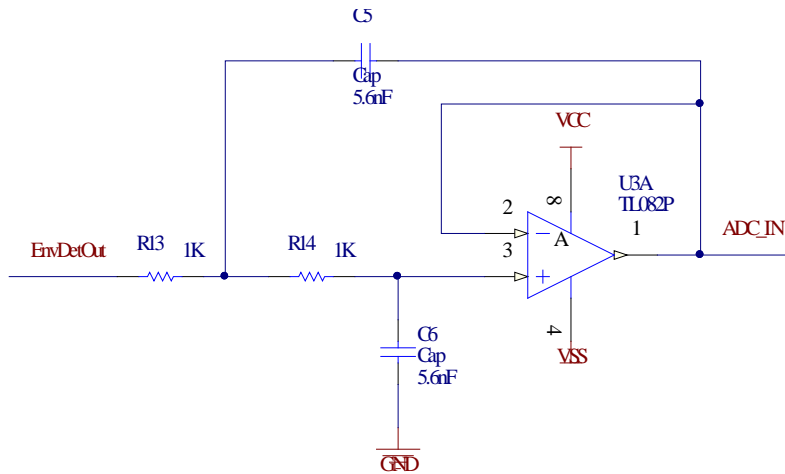 C5
Cap
5.6nF
VCC
U3A
TL082P
8
2
1
ADC_IN
A
3
EnvDetOut
R13
1K
R14
1K
C6
Cap
5.6nF
4
VSS
GND